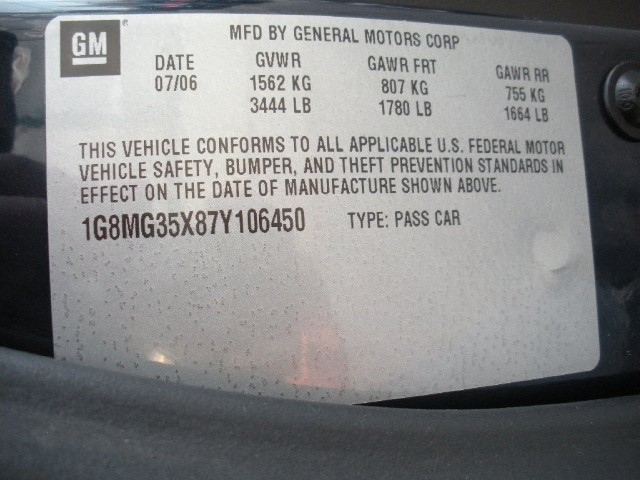 GM
MFD BY GENERAL MOTORS CORP
DATE GVWR GAWR FRT GAWR RR
07/06 1562 KG 807 KG 755 KG
3444 LB 1780 LB 1664 LB
THIS VEHICLE CONFORMS TO ALL APPLICABLE U.S. FEDERAL MOTOR
VEHICLE SAFETY, BUMPER, AND THEFT PREVENTION STANDARDS IN
EFFECT ON THE DATE OF MANUFACTURE SHOWN ABOVE.
1G8MG35X87Y106450 TYPE: PASS CAR